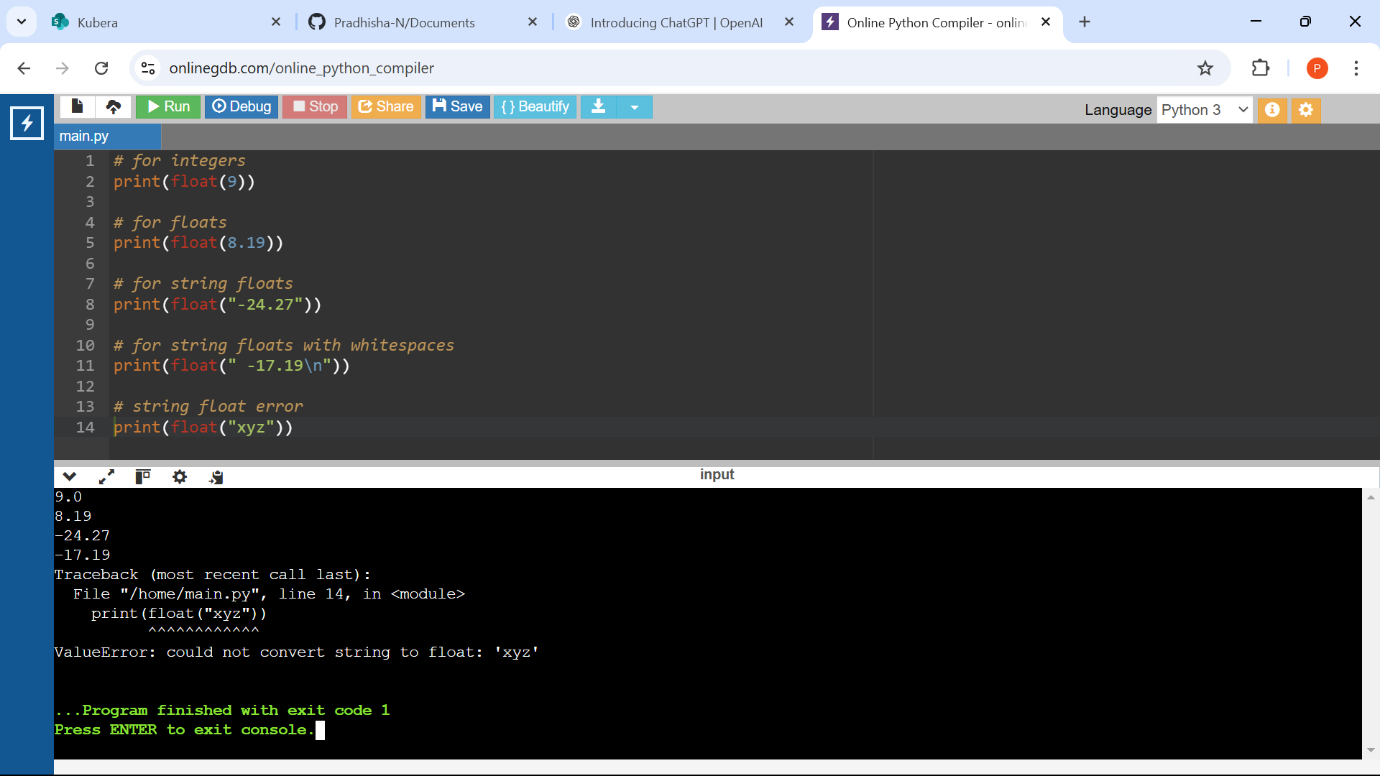 Kubera
Pradhisha-N/Documents
Introducing ChatGPT | OpenAI
Online Python Compiler - onlin
onlinegdb.com/online_python_compiler
P
Run
Debug
Stop
Share
Save
{ } Beautify
Language Python 3
main.py
1 # for integers
2 print(float(9))
3
4 # for floats
5 print(float(8.19))
6
7 # for string floats
8 print(float("-24.27"))
9
10 # for string floats with whitespaces
11 print(float(" -17.19\n"))
12
13 # string float error
14 print(float("xyz"))
input
9.0
8.19
-24.27
-17.19
Traceback (most recent call last):
File "/home/main.py", line 14, in <module>
print(float("xyz"))
^^^^^^^^^^^^
ValueError: could not convert string to float: 'xyz'
...Program finished with exit code 1
Press ENTER to exit console.